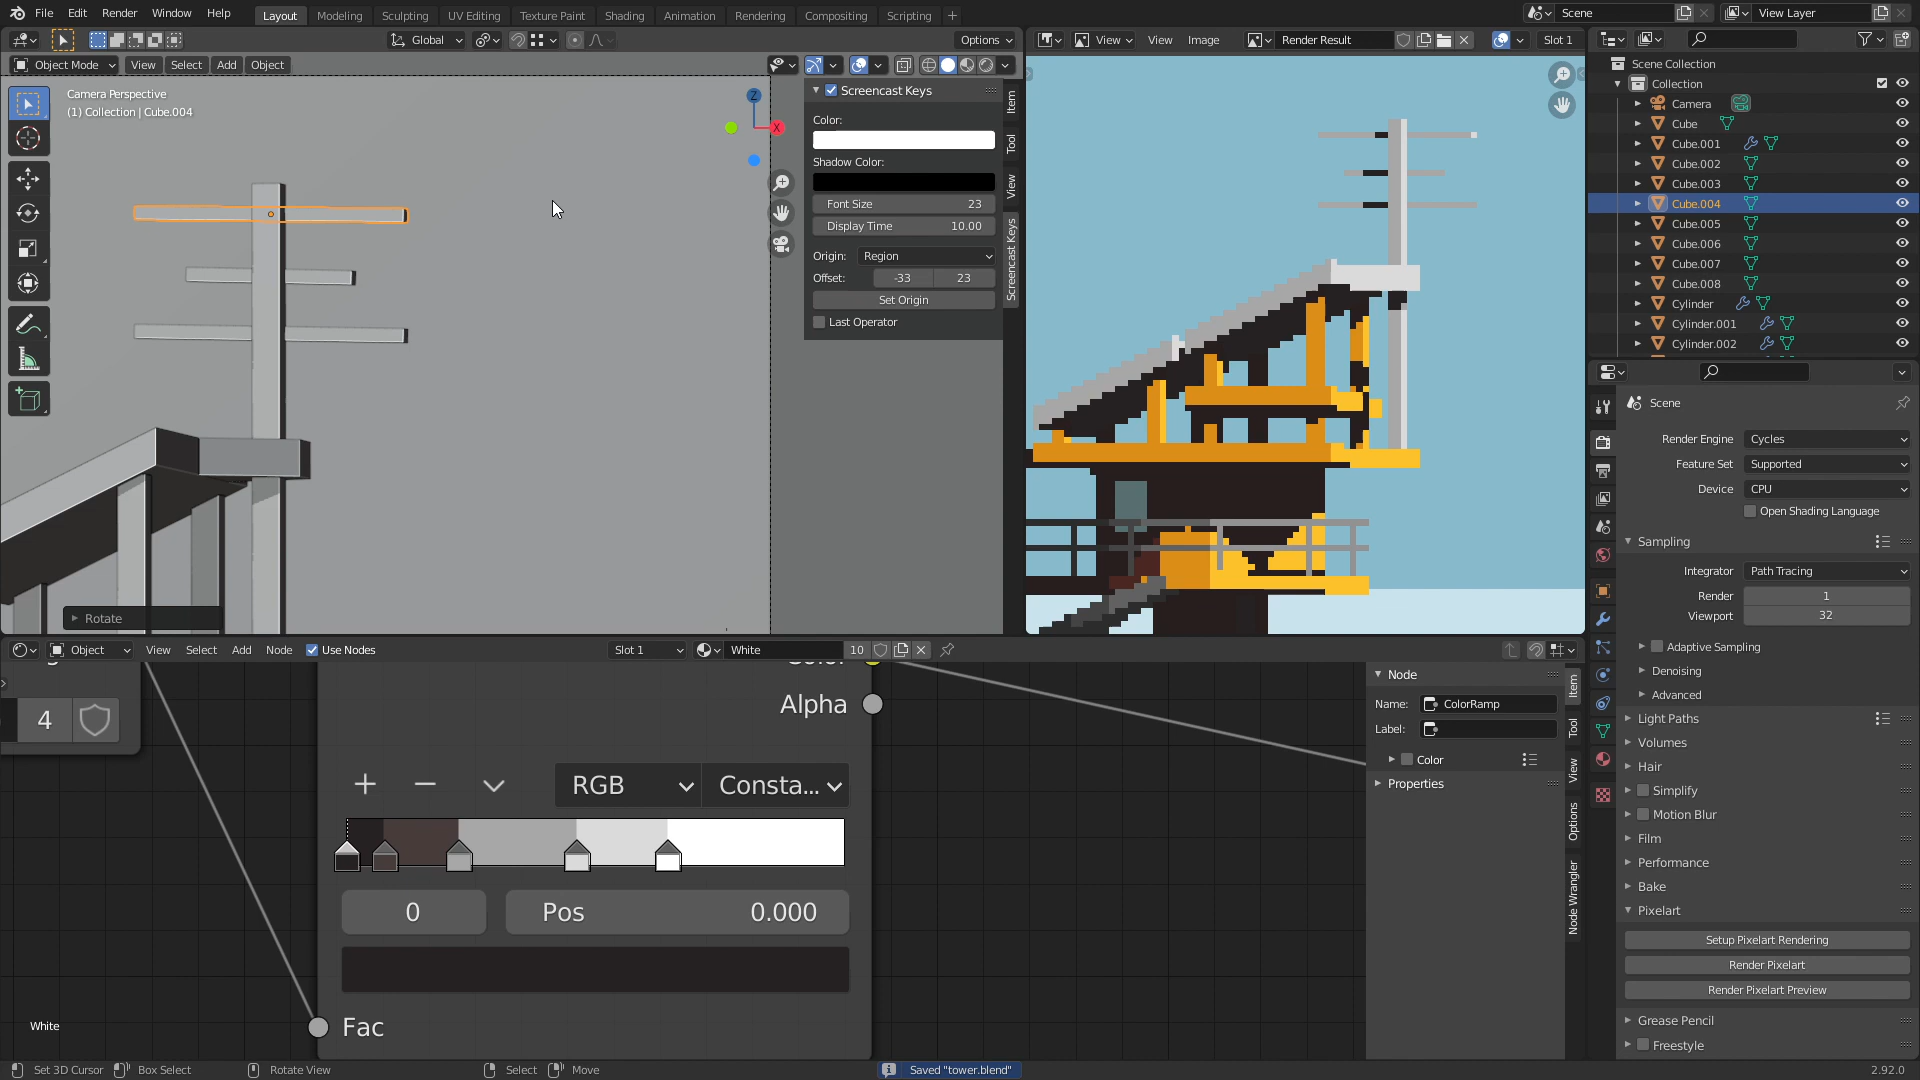 File Edit Render Window Help Layout Modeling Sculpting UV Editing Texture Paint Shading Animation Rendering Compositing Scripting + Scene View Layer
Global Options View View Image Render Result Slot 1
Object Mode View Select Add Object
Camera Perspective
(1) Collection | Cube.004
Z
X
Screencast Keys
Color:
Shadow Color:
Font Size 23
Display Time 10.00
Origin: Region
Offset: -33 23
Set Origin
Last Operator
Item
Tool
View
Screencast Keys
Rotate
Scene Collection
Collection
Camera
Cube
Cube.001
Cube.002
Cube.003
Cube.004
Cube.005
Cube.006
Cube.007
Cube.008
Cylinder
Cylinder.001
Cylinder.002
Scene
Render Engine Cycles
Feature Set Supported
Device CPU
Open Shading Language
Sampling
Integrator Path Tracing
Render 1
Viewport 32
Adaptive Sampling
Denoising
Advanced
Light Paths
Volumes
Hair
Simplify
Motion Blur
Film
Performance
Bake
Pixelart
Setup Pixelart Rendering
Render Pixelart
Render Pixelart Preview
Grease Pencil
Freestyle
Object View Select Add Node Use Nodes Slot 1 White 10
4
Alpha
RGB Consta...
0 Pos 0.000
Fac
White
Node
Name: ColorRamp
Label:
Color
Properties
Item
Tool
View
Options
Node Wrangler
Set 3D Cursor Box Select Rotate View Select Move Saved "tower.blend" 2.92.0